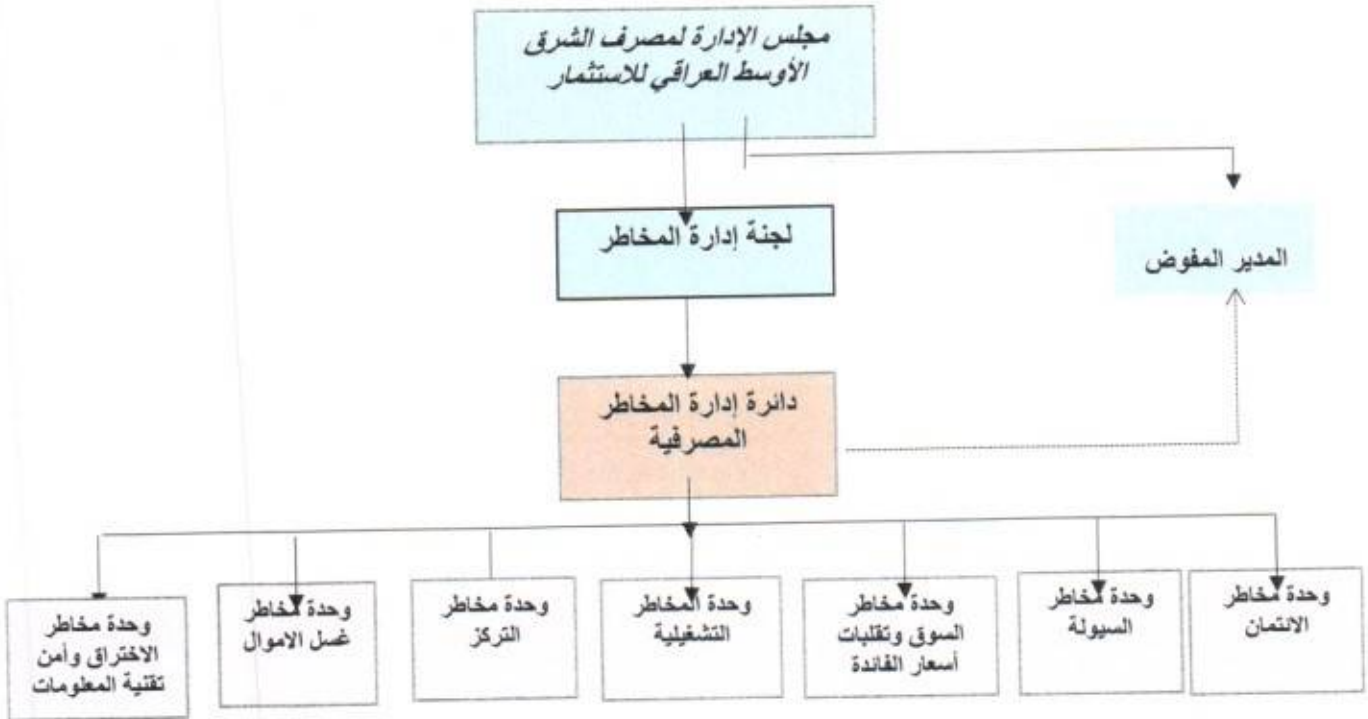 مجلس الإدارة لمصرف الشرق
الأوسط العراقي للاستثمار
لجنة إدارة المخاطر
المدير المفوض
دائرة إدارة المخاطر
المصرفية
وحدة مخاطر
الائتمان
وحدة مخاطر
السيولة
وحدة مخاطر
السوق وتقلبات
أسعار الفائدة
وحدة المخاطر
التشغيلية
وحدة مخاطر
التركز
وحدة مخاطر
غسل الاموال
وحدة مخاطر
الاختراق وأمن
تقنية المعلومات